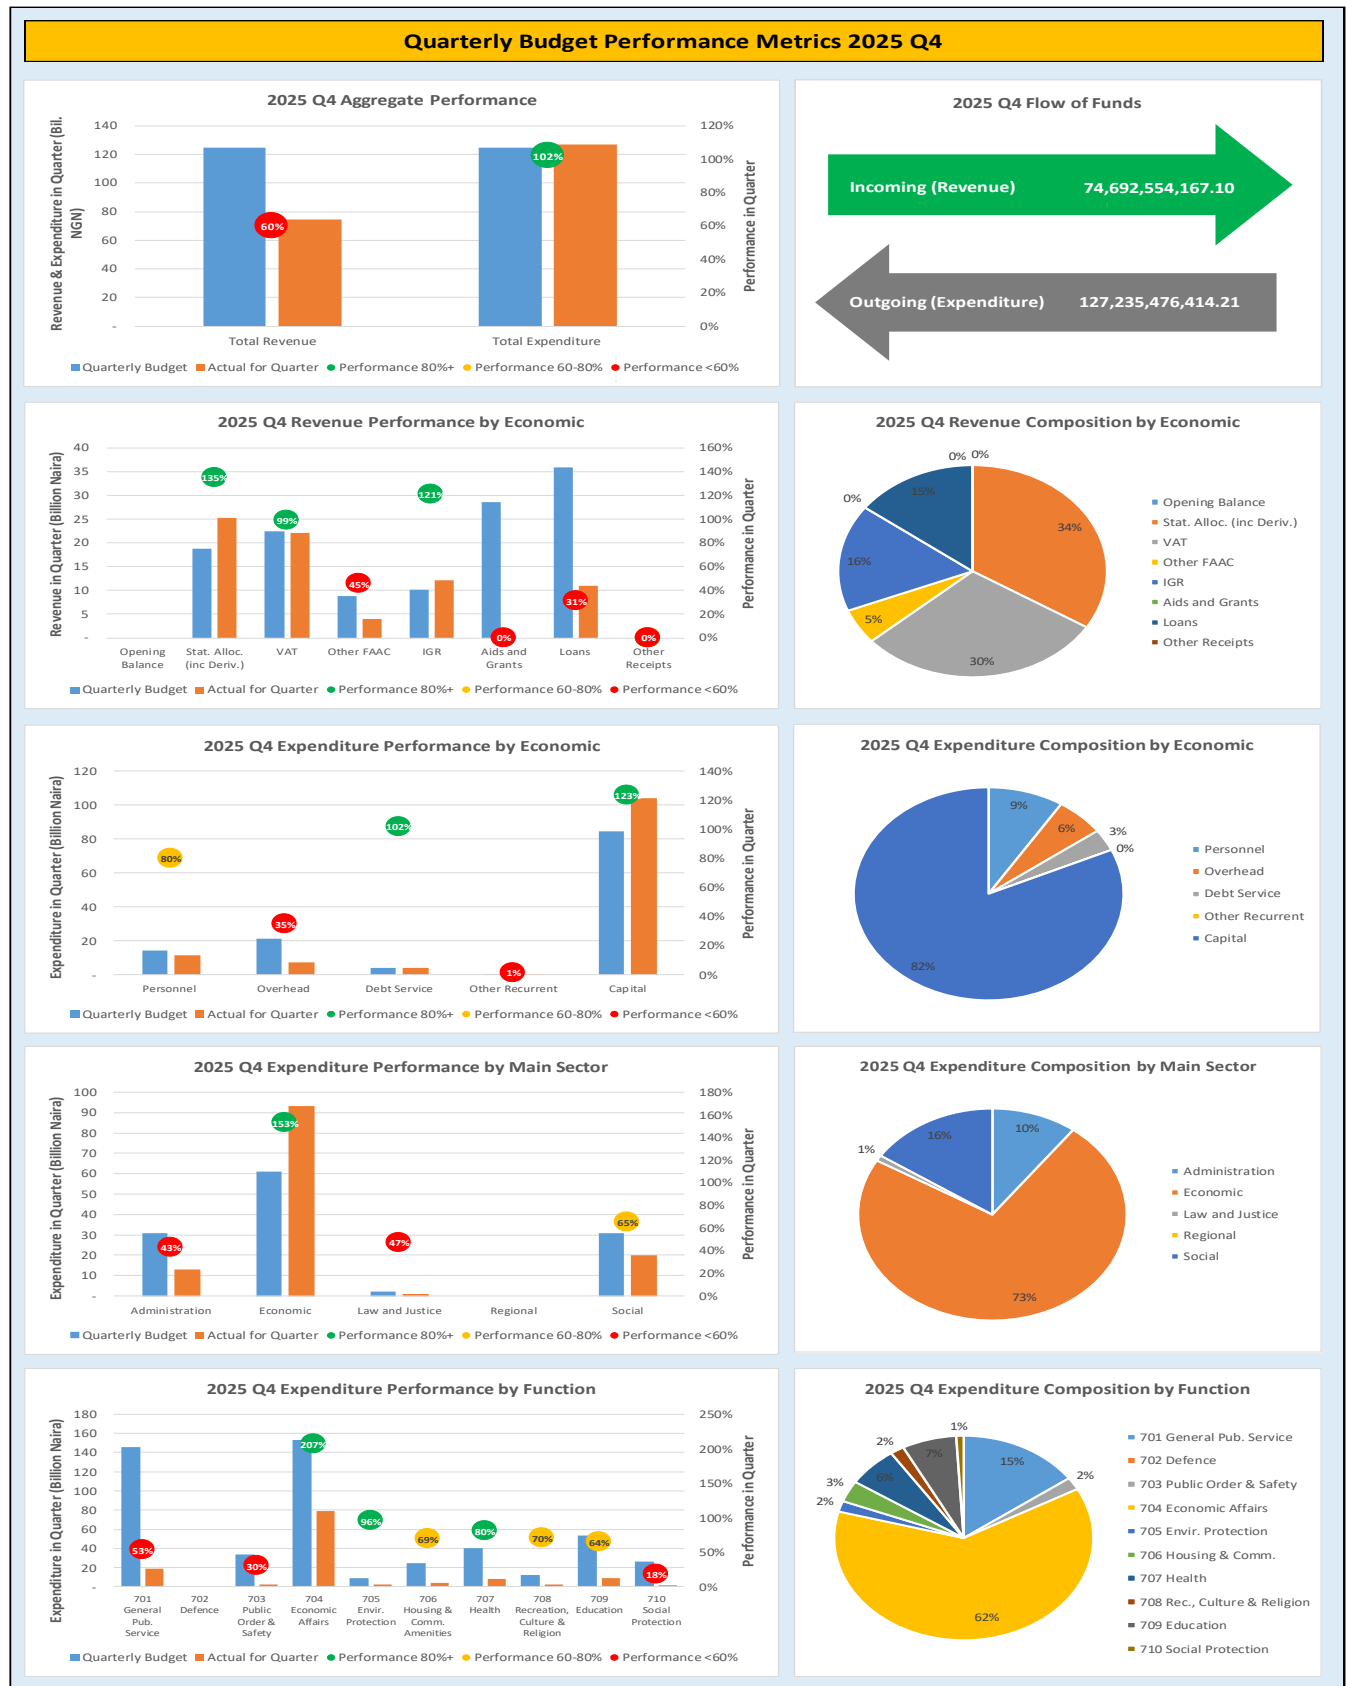 Quarterly Budget Performance Metrics 2025 Q4
2025 Q4 Aggregate Performance
Revenue & Expenditure in Quarter (Bil. NGN)
140
120
100
80
60
40
20
-
120%
100%
80%
60%
40%
20%
0%
Performance in Quarter
60%
102%
Total Revenue
Total Expenditure
Quarterly Budget
Actual for Quarter
Performance 80%+
Performance 60-80%
Performance <60%
2025 Q4 Flow of Funds
Incoming (Revenue) 74,692,554,167.10
Outgoing (Expenditure) 127,235,476,414.21
2025 Q4 Revenue Performance by Economic
Revenue in Quarter (Billion Naira)
40
35
30
25
20
15
10
5
-
160%
140%
120%
100%
80%
60%
40%
20%
0%
Performance in Quarter
135%
99%
45%
121%
0%
31%
0%
Opening Balance
Stat. Alloc. (inc Deriv.)
VAT
Other FAAC
IGR
Aids and Grants
Loans
Other Receipts
Quarterly Budget
Actual for Quarter
Performance 80%+
Performance 60-80%
Performance <60%
2025 Q4 Revenue Composition by Economic
0% 0%
15%
0%
34%
16%
5%
30%
Opening Balance
Stat. Alloc. (inc Deriv.)
VAT
Other FAAC
IGR
Aids and Grants
Loans
Other Receipts
2025 Q4 Expenditure Performance by Economic
Expenditure in Quarter (Billion Naira)
120
100
80
60
40
20
-
140%
120%
100%
80%
60%
40%
20%
0%
Performance in Quarter
80%
35%
102%
1%
123%
Personnel
Overhead
Debt Service
Other Recurrent
Capital
Quarterly Budget
Actual for Quarter
Performance 80%+
Performance 60-80%
Performance <60%
2025 Q4 Expenditure Composition by Economic
9%
6%
3%
0%
82%
Personnel
Overhead
Debt Service
Other Recurrent
Capital
2025 Q4 Expenditure Performance by Main Sector
Expenditure in Quarter (Billion Naira)
100
90
80
70
60
50
40
30
20
10
-
180%
160%
140%
120%
100%
80%
60%
40%
20%
0%
Performance in Quarter
43%
153%
47%
65%
Administration
Economic
Law and Justice
Regional
Social
Quarterly Budget
Actual for Quarter
Performance 80%+
Performance 60-80%
Performance <60%
2025 Q4 Expenditure Composition by Main Sector
10%
16%
1%
73%
Administration
Economic
Law and Justice
Regional
Social
2025 Q4 Expenditure Performance by Function
Expenditure in Quarter (Billion Naira)
180
160
140
120
100
80
60
40
20
-
250%
200%
150%
100%
50%
0%
Performance in Quarter
53%
30%
207%
96%
69%
80%
70%
64%
18%
701 General Pub. Service
702 Defence
703 Public Order & Safety
704 Economic Affairs
705 Envir. Protection
706 Housing & Comm. Amenities
707 Health
708 Recreation, Culture & Religion
709 Education
710 Social Protection
Quarterly Budget
Actual for Quarter
Performance 80%+
Performance 60-80%
Performance <60%
2025 Q4 Expenditure Composition by Function
1%
2%
7%
15%
2%
6%
3%
2%
62%
701 General Pub. Service
702 Defence
703 Public Order & Safety
704 Economic Affairs
705 Envir. Protection
706 Housing & Comm.
707 Health
708 Rec., Culture & Religion
709 Education
710 Social Protection